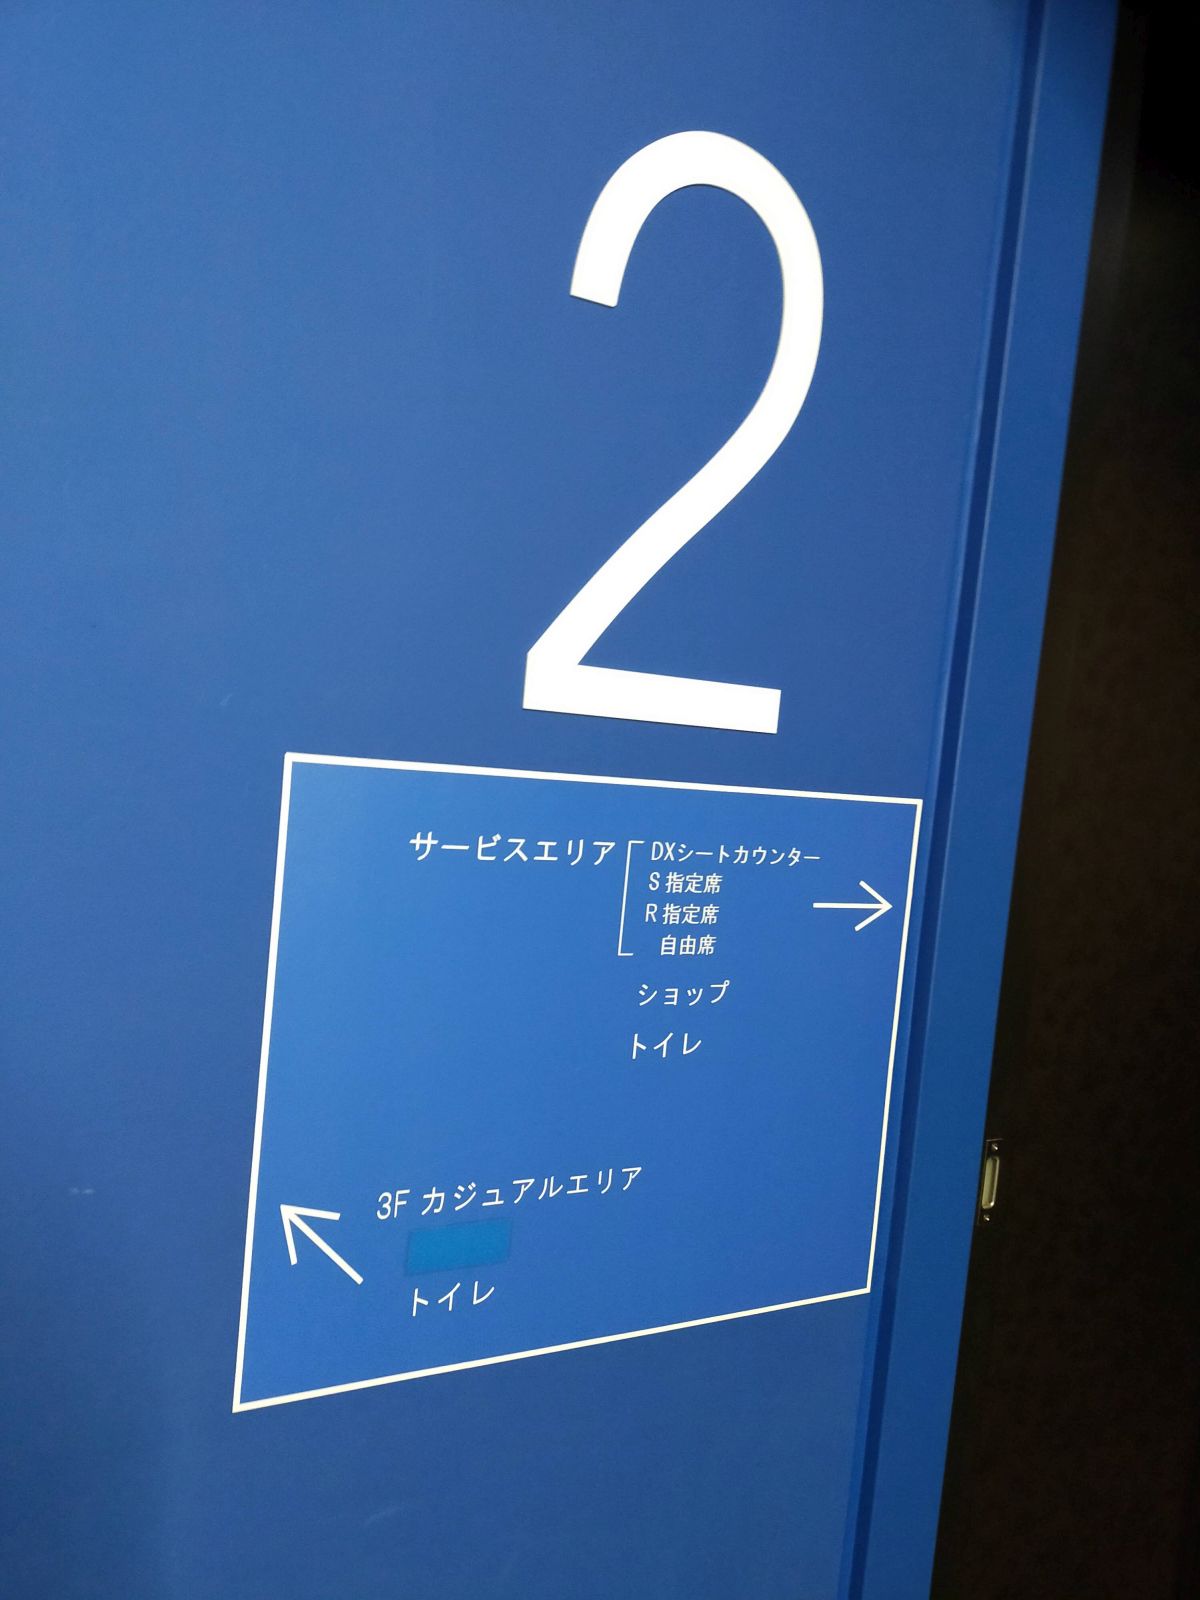 2
サービスエリア
DXシートカウンター
S指定席
R指定席
自由席
ショップ
トイレ
3F カジュアルエリア
トイレ